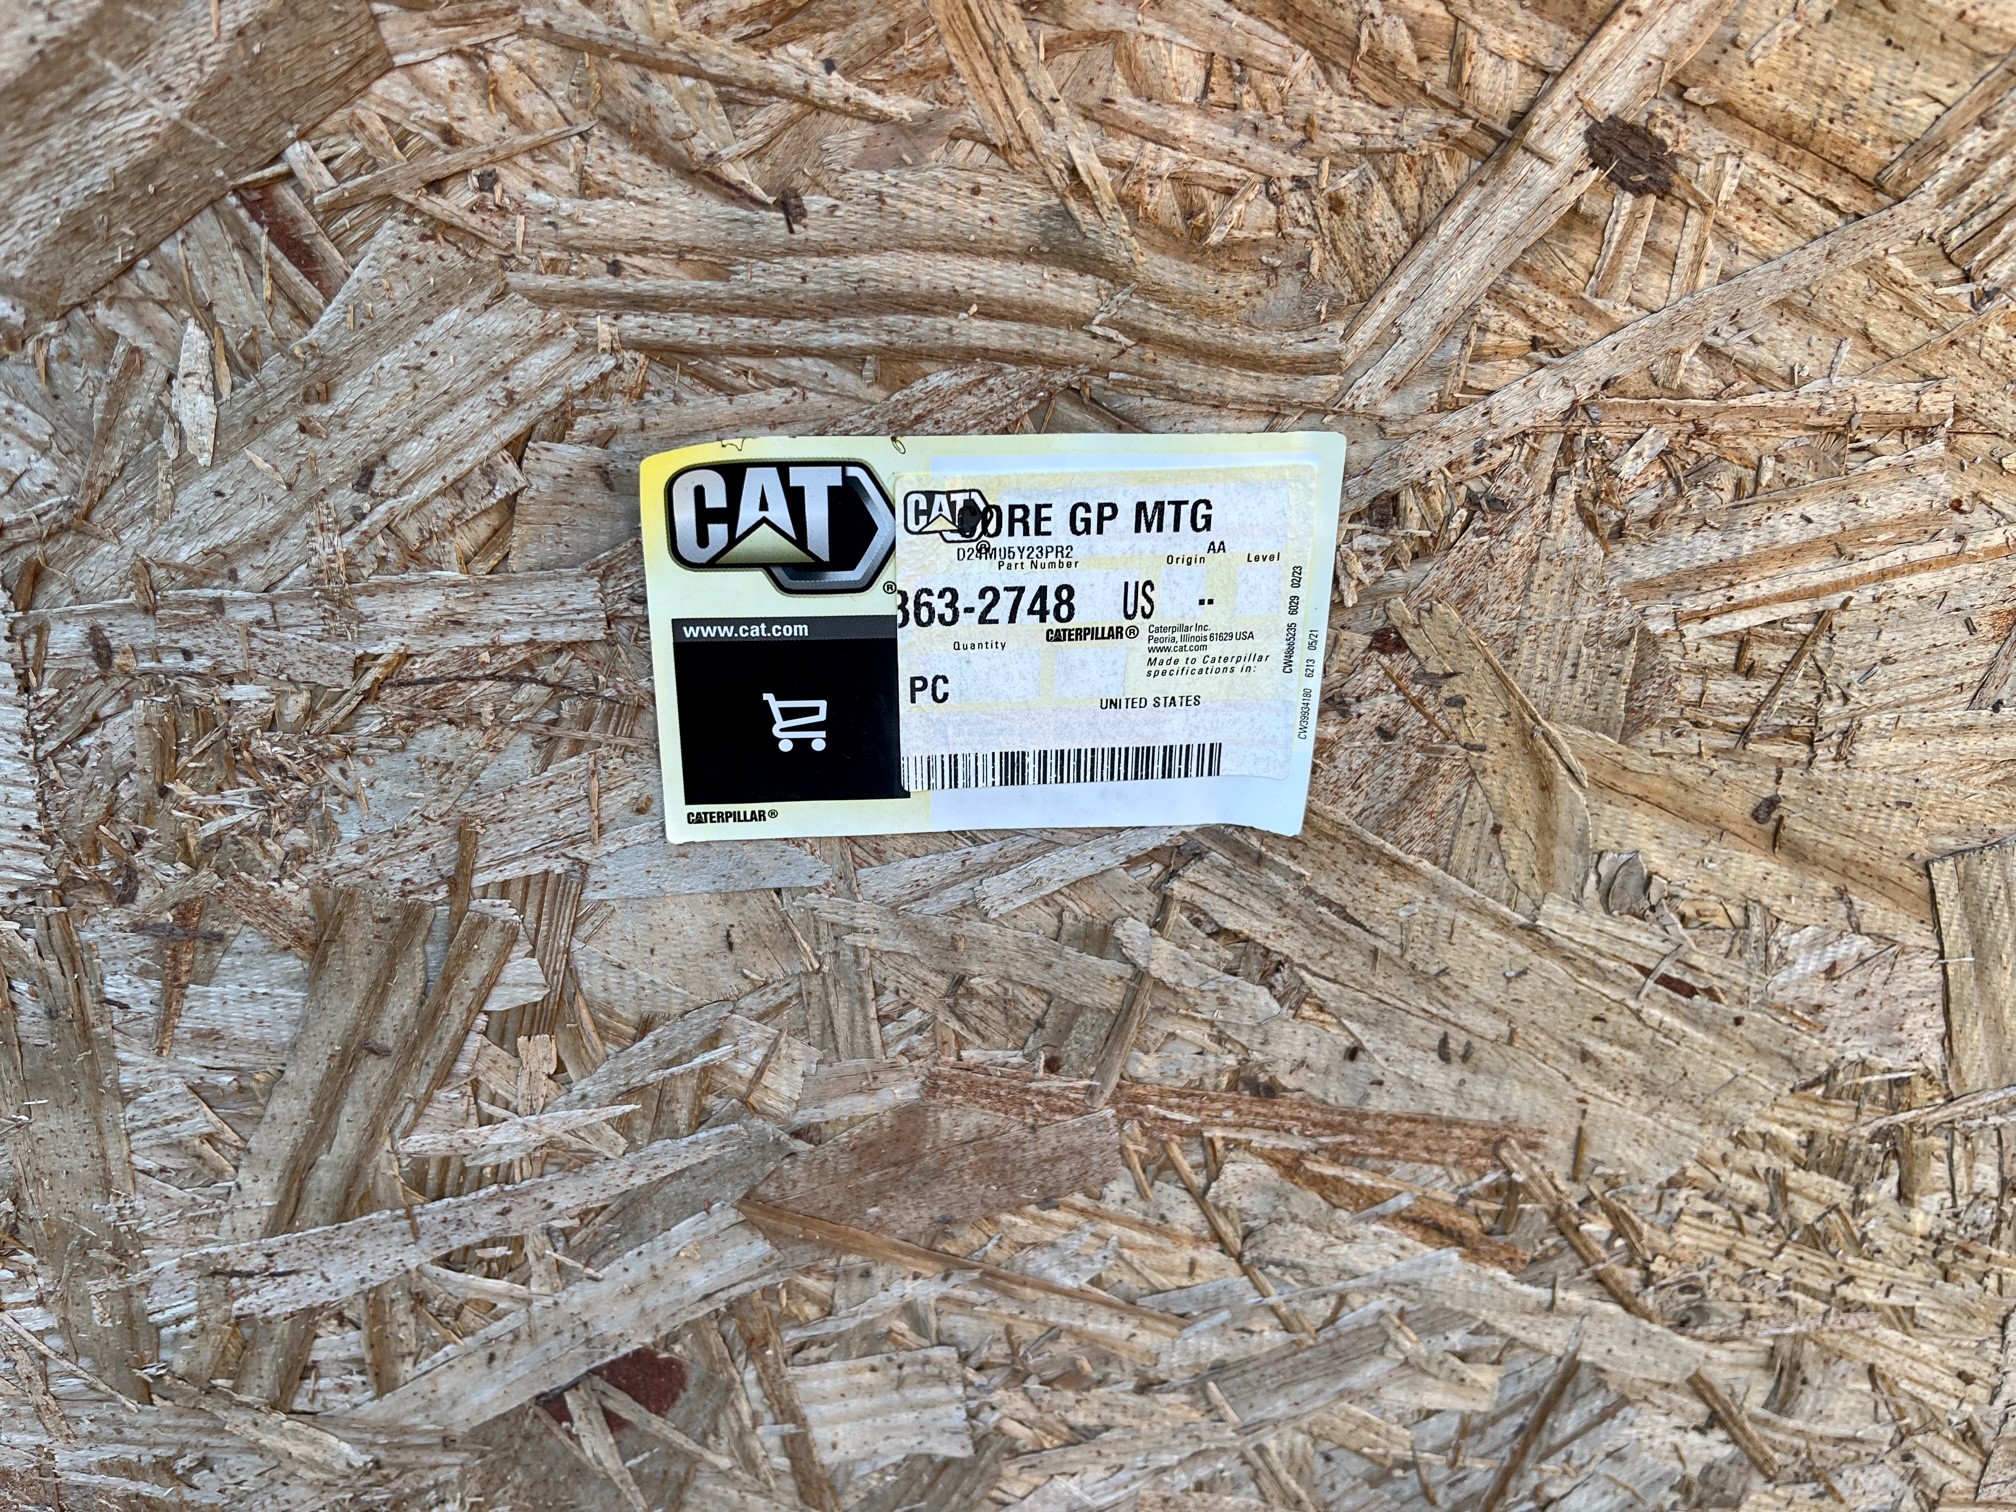 CAT
®
www.cat.com
CATERPILLAR®
CAT
®
CORE GP MTG
D24M05Y23PR2
AA
Part Number
Origin
Level
363-2748
US
--
Quantity
CATERPILLAR®
Caterpillar Inc.
Peoria, Illinois 61629 USA
www.cat.com
Made to Caterpillar
specifications in:
PC
UNITED STATES
CW48665235 6029 02/23
CW39934180 6213 05/21